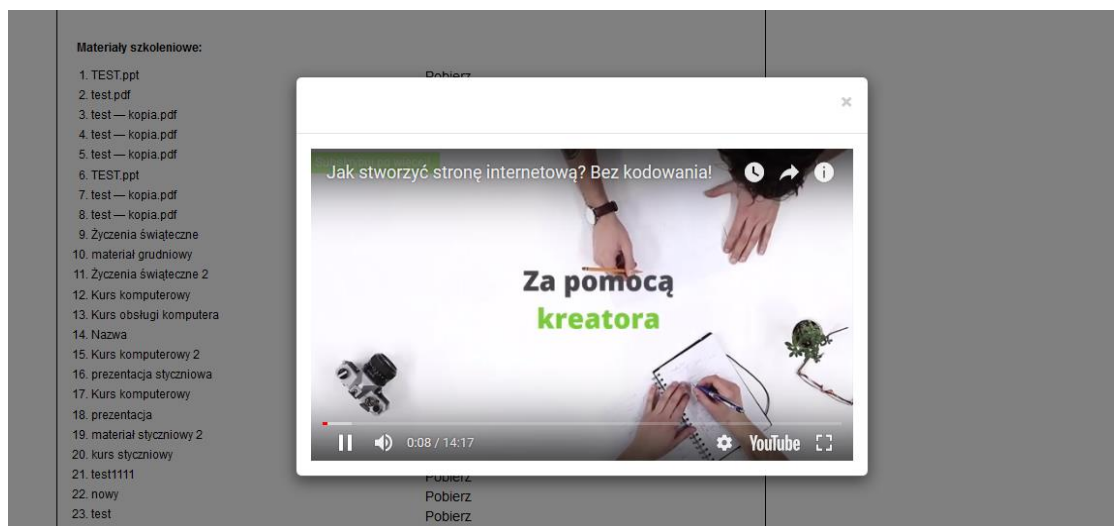 Materiały szkoleniowe:
1. TEST.ppt Pobierz
2. test.pdf
3. test — kopia.pdf
4. test — kopia.pdf
5. test — kopia.pdf
6. TEST.ppt
7. test — kopia.pdf
8. test — kopia.pdf
9. Życzenia świąteczne
10. materiał grudniowy
11. Życzenia świąteczne 2
12. Kurs komputerowy
13. Kurs obsługi komputera
14. Nazwa
15. Kurs komputerowy 2
16. prezentacja styczniowa
17. Kurs komputerowy
18. prezentacja
19. materiał styczniowy 2
20. kurs styczniowy
21. test1111 Pobierz
22. nowy Pobierz
23. test Pobierz
×
Jak stworzyć stronę internetową? Bez kodowania!
Za pomocą
kreatora
0:08 / 14:17 YouTube